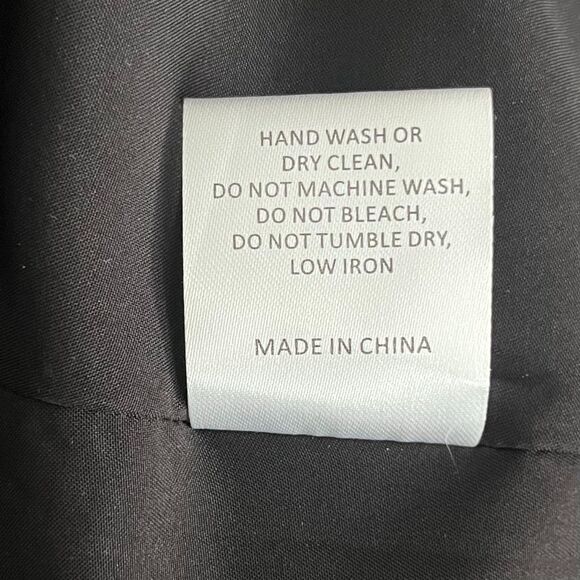 HAND WASH OR
DRY CLEAN,
DO NOT MACHINE WASH,
DO NOT BLEACH,
DO NOT TUMBLE DRY,
LOW IRON
MADE IN CHINA